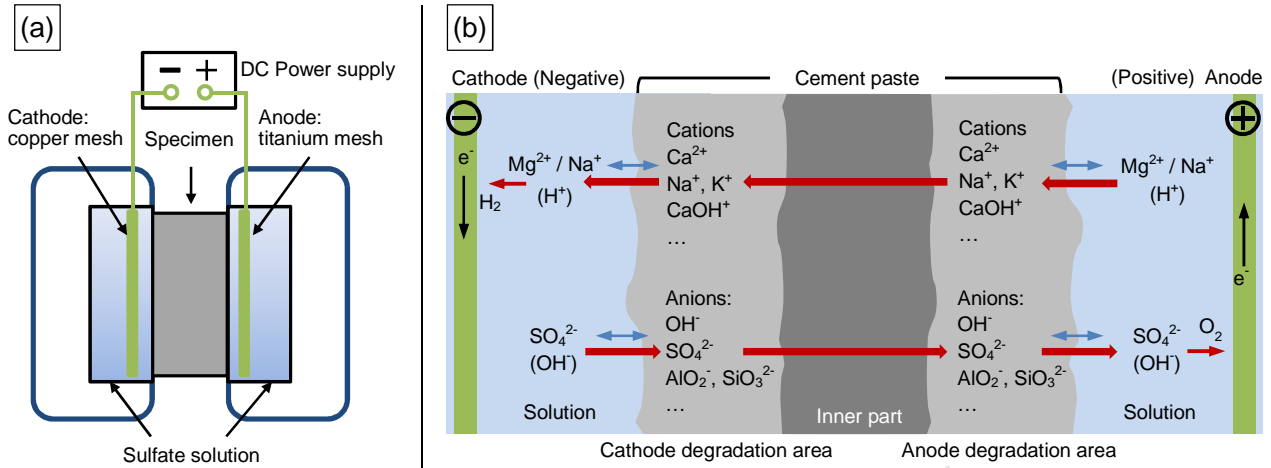 (a)
− +
DC Power supply
Cathode:
copper mesh
Specimen
Anode:
titanium mesh
Sulfate solution
(b)
Cathode (Negative)
Cement paste
(Positive) Anode
−
+
e⁻
H₂
Mg²⁺ / Na⁺
(H⁺)
Cations
Ca²⁺
Na⁺, K⁺
CaOH⁺
…
Cations
Ca²⁺
Na⁺, K⁺
CaOH⁺
…
Mg²⁺ / Na⁺
(H⁺)
e⁻
SO₄²⁻
(OH⁻)
Solution
Anions:
OH⁻
SO₄²⁻
AlO₂⁻, SiO₃²⁻
…
Inner part
Anions:
OH⁻
SO₄²⁻
AlO₂⁻, SiO₃²⁻
…
SO₄²⁻
(OH⁻)
O₂
Solution
Cathode degradation area
Anode degradation area